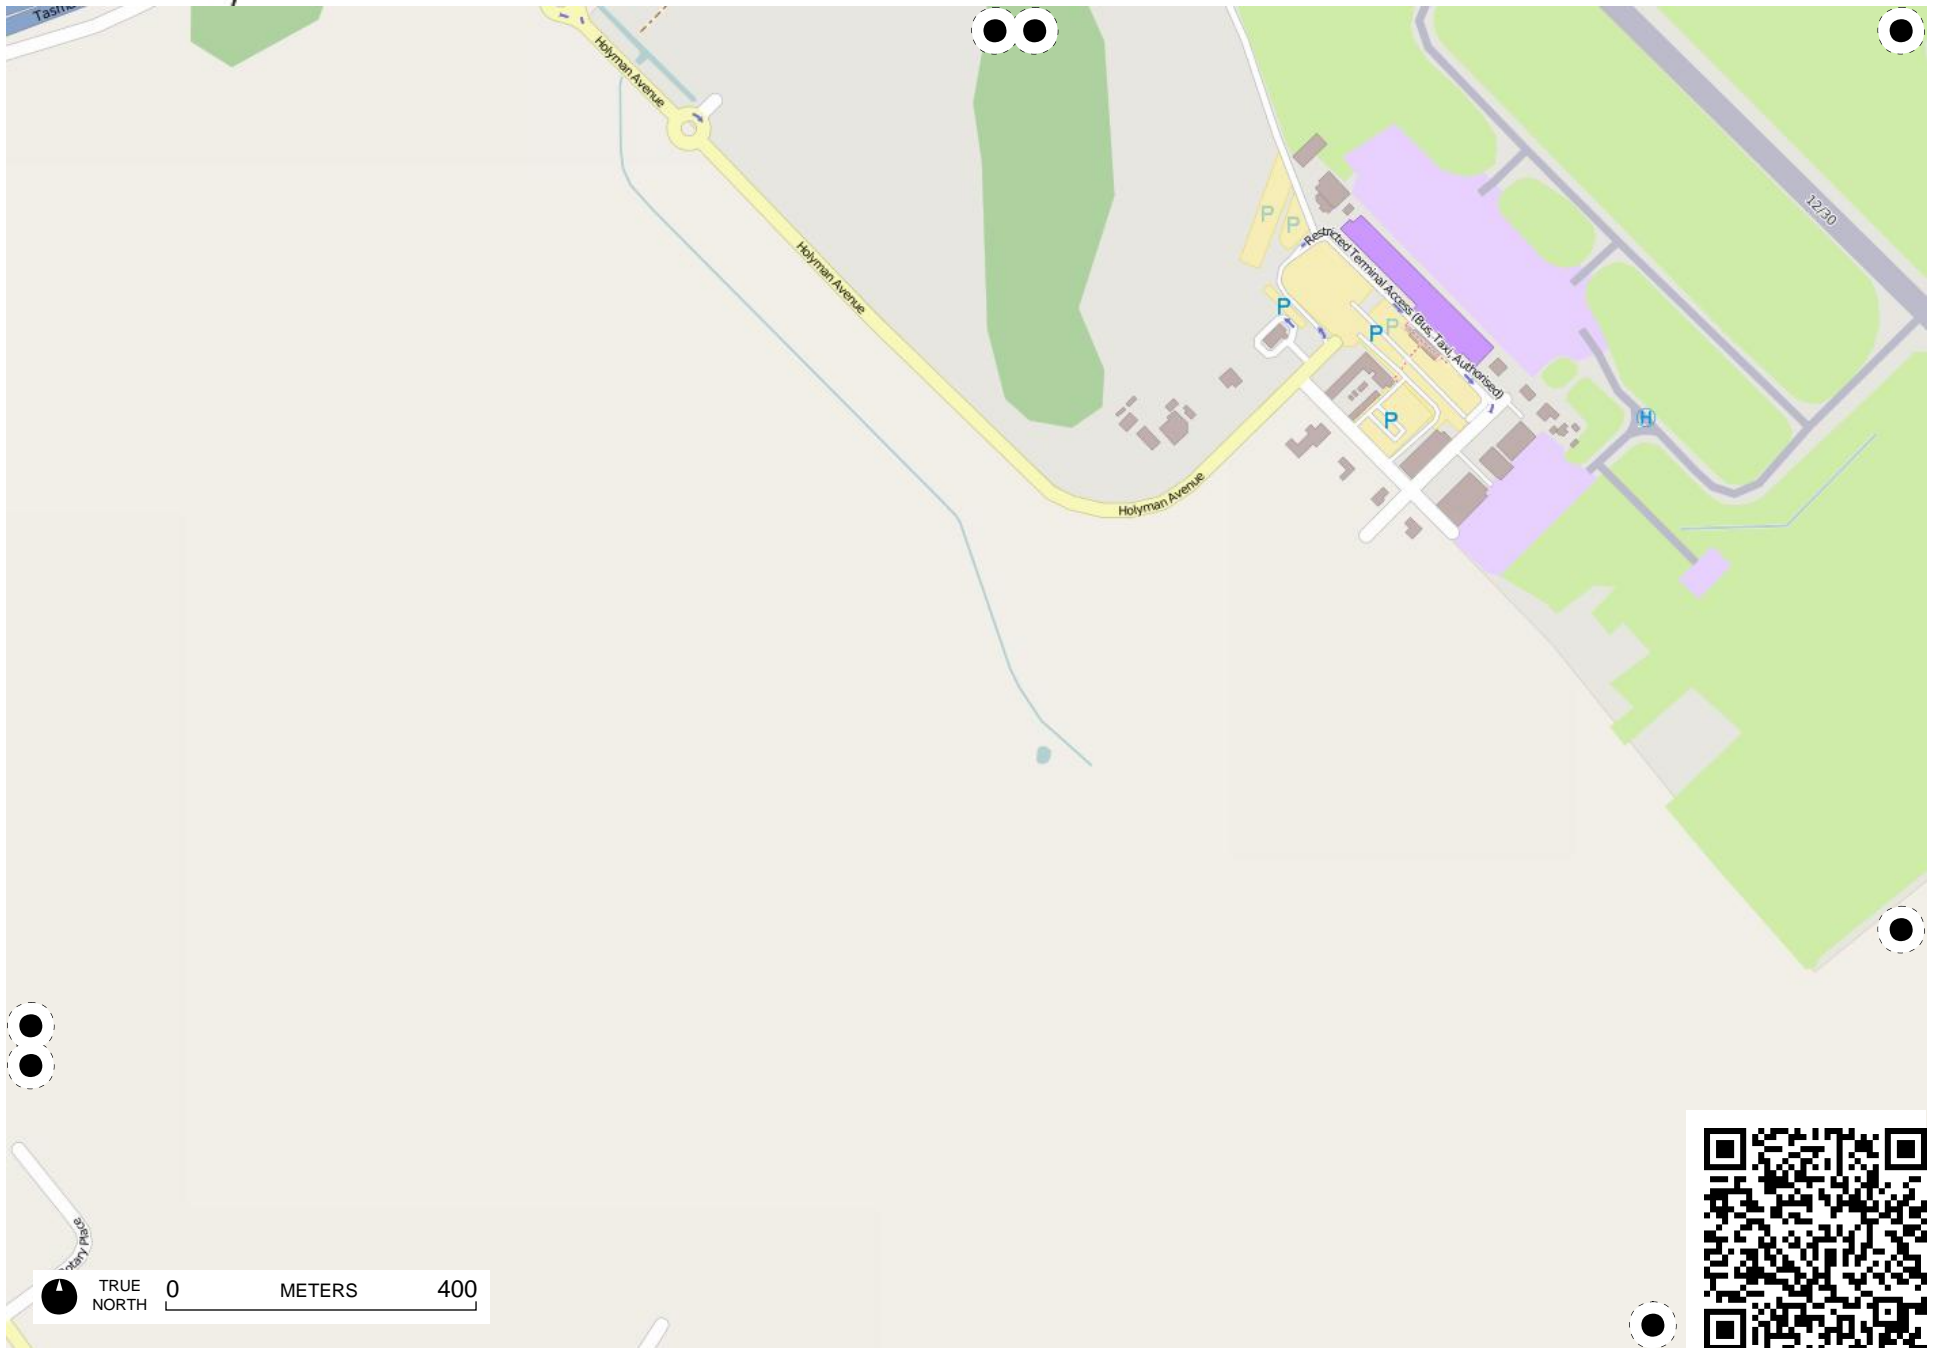 Holyman Avenue
12/30
P
P
Holyman Avenue
Restricted Terminal Access (Bus, Taxi, Authorised)
P
P
P
P
H
Holyman Avenue
TRUE
NORTH
0
METERS
400